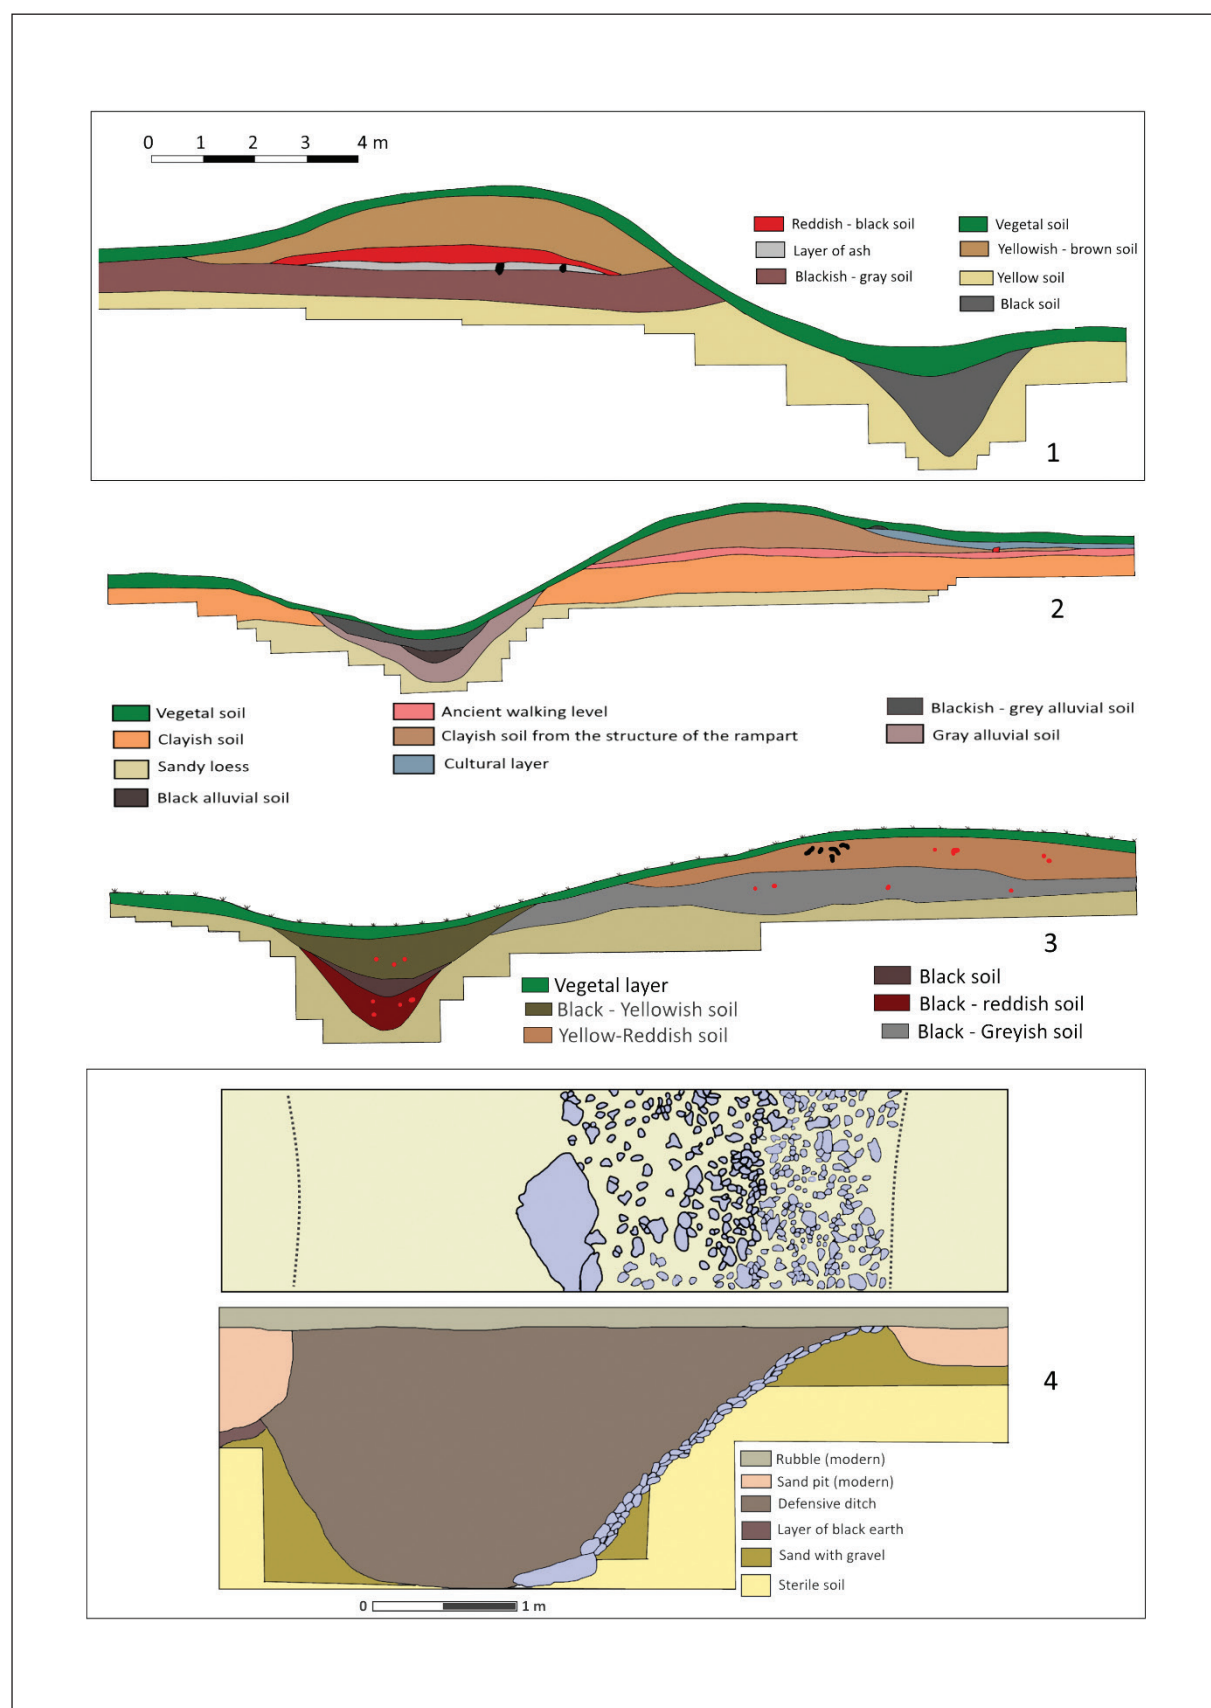 0 1 2 3 4 m
Reddish - black soil
Layer of ash
Blackish - gray soil
Vegetal soil
Yellowish - brown soil
Yellow soil
Black soil
1
2
Vegetal soil
Clayish soil
Sandy loess
Black alluvial soil
Ancient walking level
Clayish soil from the structure of the rampart
Cultural layer
Blackish - grey alluvial soil
Gray alluvial soil
3
Vegetal layer
Black - Yellowish soil
Yellow-Reddish soil
Black soil
Black - reddish soil
Black - Greyish soil
4
Rubble (modern)
Sand pit (modern)
Defensive ditch
Layer of black earth
Sand with gravel
Sterile soil
0 1 m